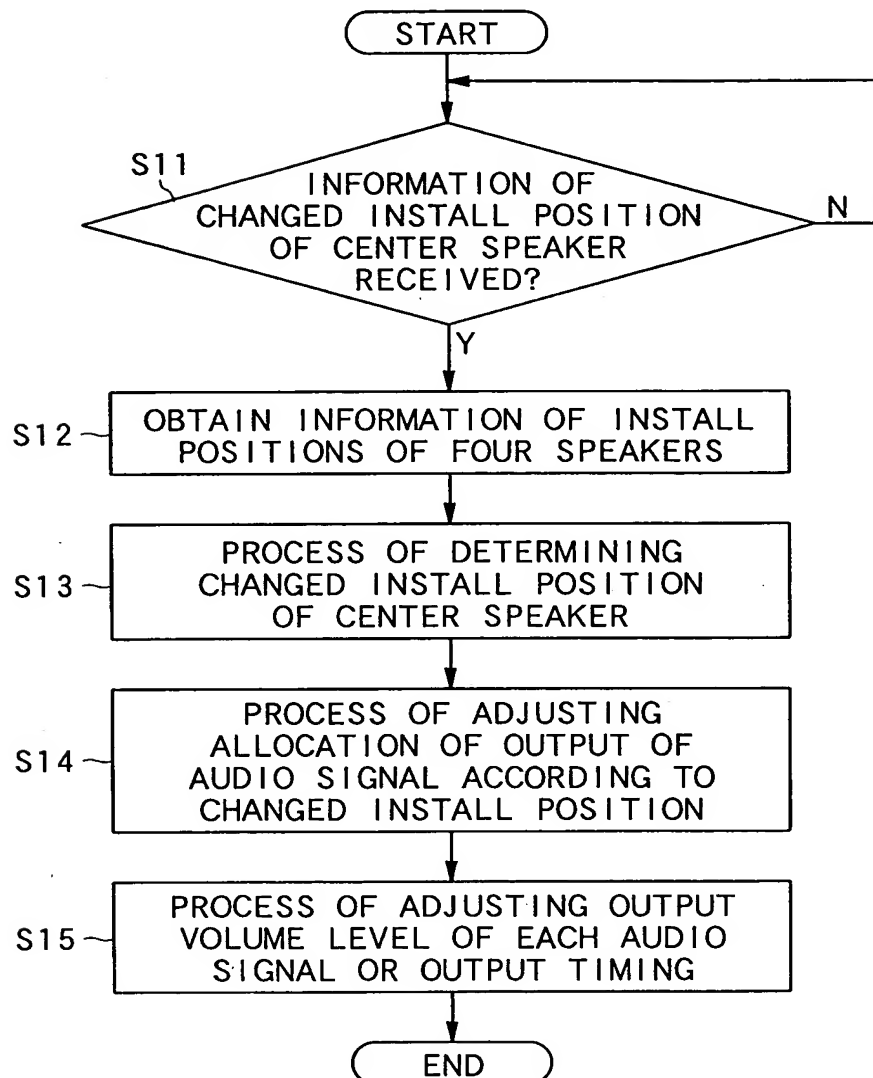 START
S11
INFORMATION OF
CHANGED INSTALL POSITION
OF CENTER SPEAKER
RECEIVED?
N
Y
S12
OBTAIN INFORMATION OF INSTALL
POSITIONS OF FOUR SPEAKERS
S13
PROCESS OF DETERMINING
CHANGED INSTALL POSITION
OF CENTER SPEAKER
S14
PROCESS OF ADJUSTING
ALLOCATION OF OUTPUT OF
AUDIO SIGNAL ACCORDING TO
CHANGED INSTALL POSITION
S15
PROCESS OF ADJUSTING OUTPUT
VOLUME LEVEL OF EACH AUDIO
SIGNAL OR OUTPUT TIMING
END